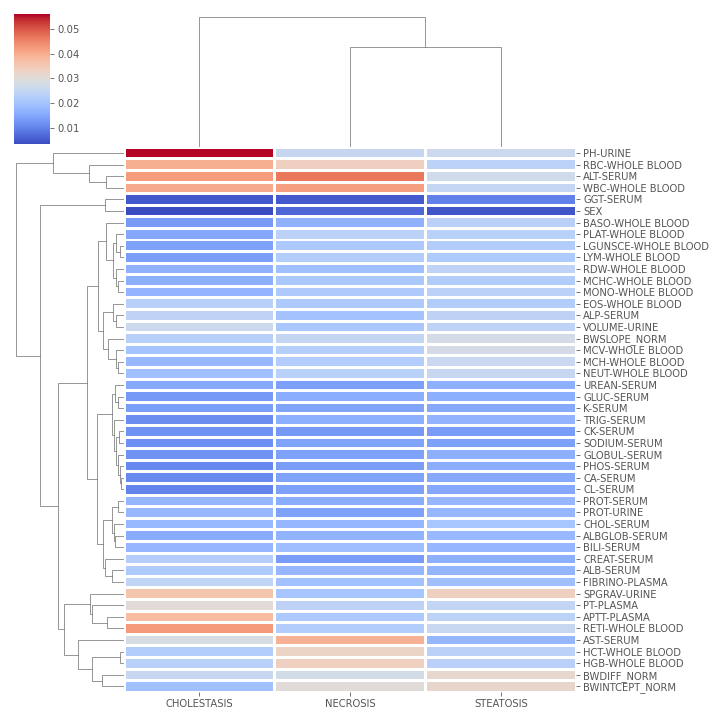 0.05
0.04
0.03
0.02
0.01
PH-URINE
RBC-WHOLE BLOOD
ALT-SERUM
WBC-WHOLE BLOOD
GGT-SERUM
SEX
BASO-WHOLE BLOOD
PLAT-WHOLE BLOOD
LGUNSCE-WHOLE BLOOD
LYM-WHOLE BLOOD
RDW-WHOLE BLOOD
MCHC-WHOLE BLOOD
MONO-WHOLE BLOOD
EOS-WHOLE BLOOD
ALP-SERUM
VOLUME-URINE
BWSLOPE_NORM
MCV-WHOLE BLOOD
MCH-WHOLE BLOOD
NEUT-WHOLE BLOOD
UREAN-SERUM
GLUC-SERUM
K-SERUM
TRIG-SERUM
CK-SERUM
SODIUM-SERUM
GLOBUL-SERUM
PHOS-SERUM
CA-SERUM
CL-SERUM
PROT-SERUM
PROT-URINE
CHOL-SERUM
ALBGLOB-SERUM
BILI-SERUM
CREAT-SERUM
ALB-SERUM
FIBRINO-PLASMA
SPGRAV-URINE
PT-PLASMA
APTT-PLASMA
RETI-WHOLE BLOOD
AST-SERUM
HCT-WHOLE BLOOD
HGB-WHOLE BLOOD
BWDIFF_NORM
BWINTCEPT_NORM
CHOLESTASIS NECROSIS STEATOSIS